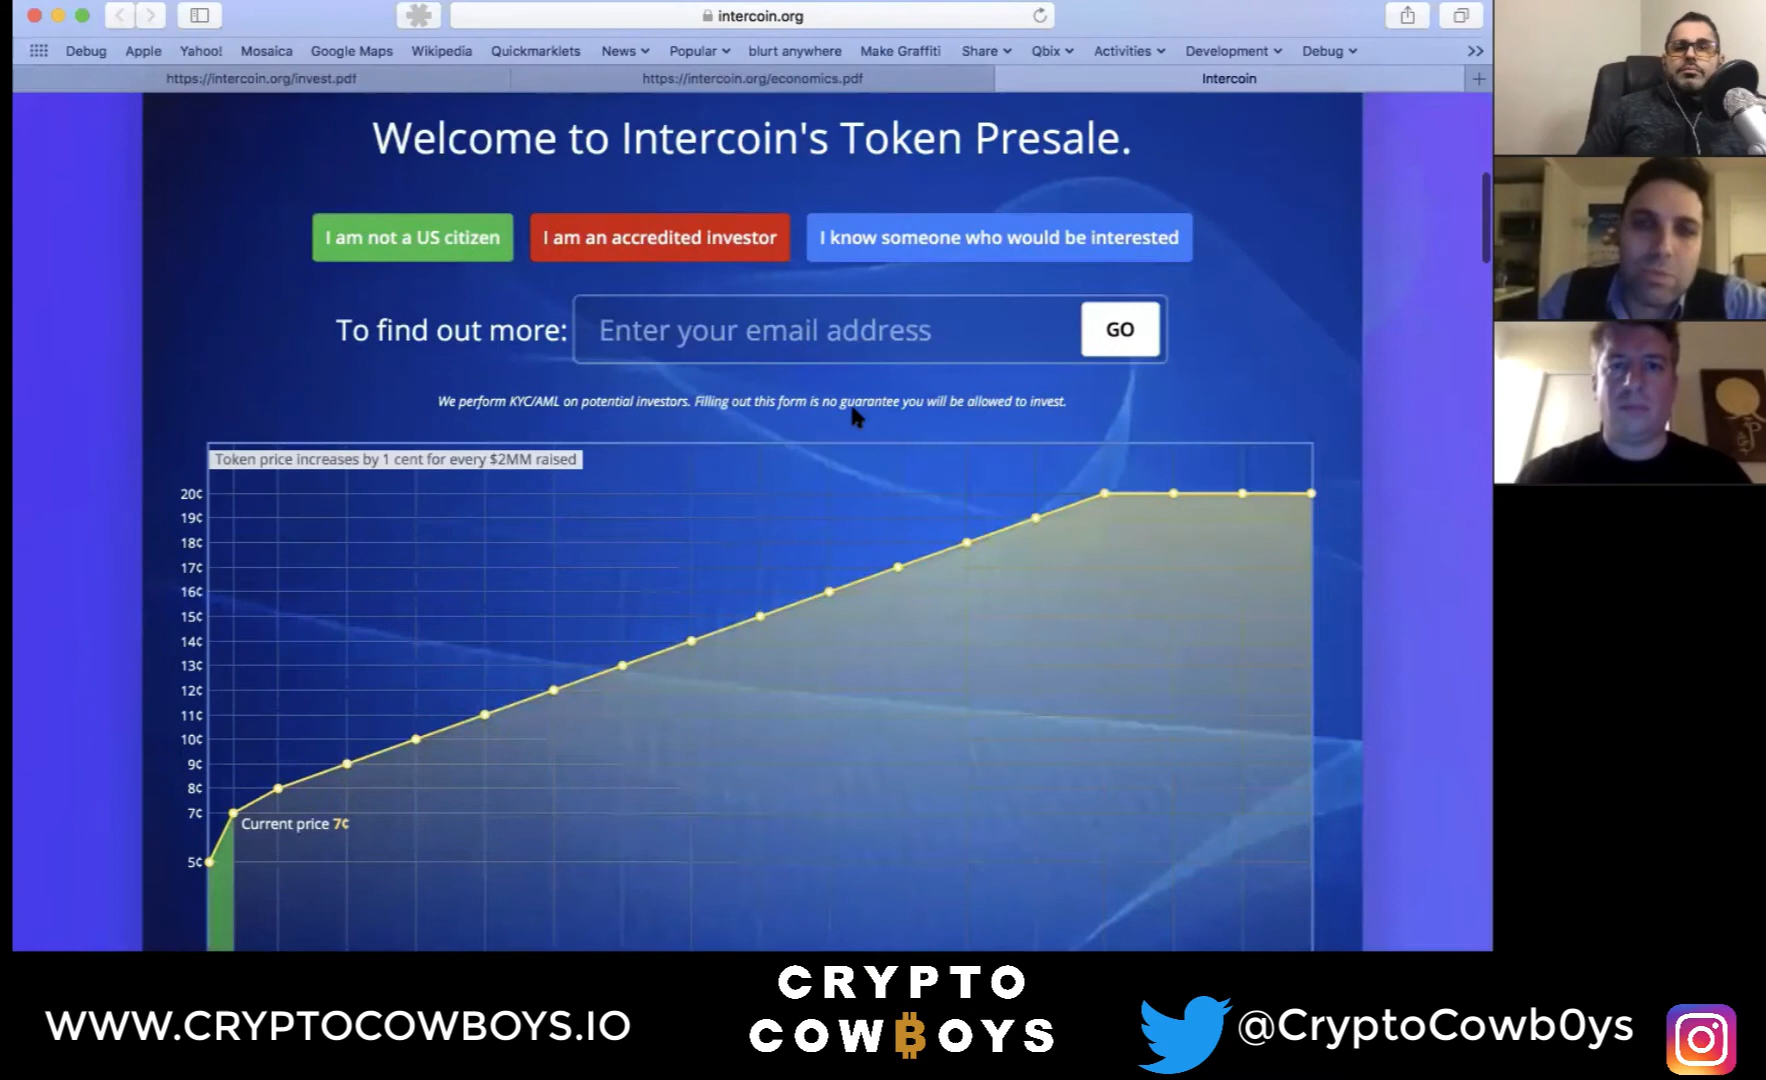 intercoin.org
Debug Apple Yahoo! Mosaica Google Maps Wikipedia Quickmarklets News Popular blurt anywhere Make Graffiti Share Qbix Activities Development Debug >>
https://intercoin.org/invest.pdf https://intercoin.org/economics.pdf Intercoin +
Welcome to Intercoin's Token Presale.
I am not a US citizen I am an accredited investor I know someone who would be interested
To find out more: Enter your email address GO
We perform KYC/AML on potential investors. Filling out this form is no guarantee you will be allowed to invest.
Token price increases by 1 cent for every $2MM raised
20¢
19¢
18¢
17¢
16¢
15¢
14¢
13¢
12¢
11¢
10¢
9¢
8¢
7¢
Current price 7¢
5¢
CRYPTO
COWBOYS
WWW.CRYPTOCOWBOYS.IO
@CryptoCowb0ys